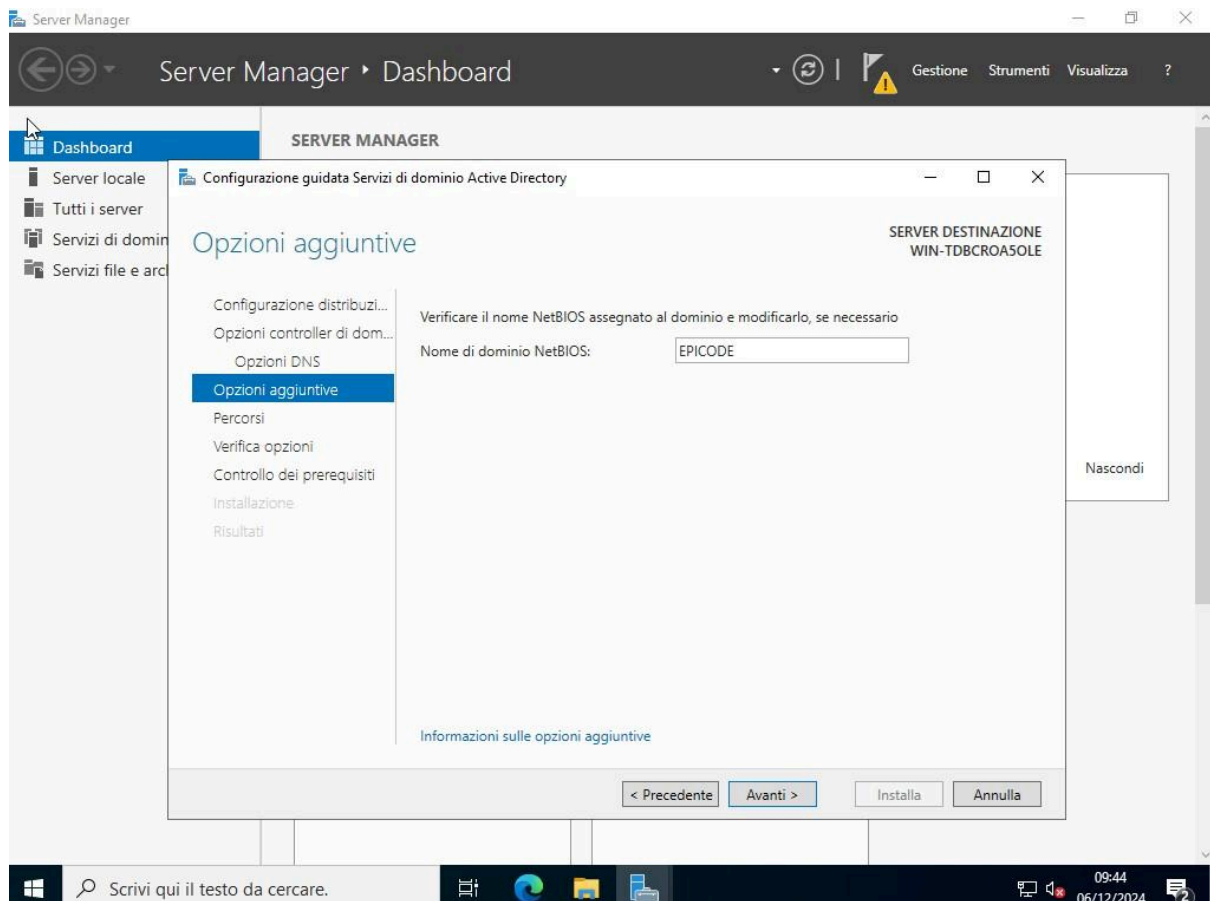 Server Manager
Server Manager • Dashboard
Gestione Strumenti Visualizza ?
Dashboard
Server locale
Tutti i server
Servizi di domin
Servizi file e arcl
SERVER MANAGER
Configurazione guidata Servizi di dominio Active Directory
Opzioni aggiuntive
SERVER DESTINAZIONE
WIN-TDBCROA5OLE
Configurazione distribuzi...
Opzioni controller di dom...
Opzioni DNS
Opzioni aggiuntive
Percorsi
Verifica opzioni
Controllo dei prerequisiti
Installazione
Risultati
Verificare il nome NetBIOS assegnato al dominio e modificarlo, se necessario
Nome di dominio NetBIOS: EPICODE
Informazioni sulle opzioni aggiuntive
Nascondi
< Precedente Avanti > Installa Annulla
Scrivi qui il testo da cercare.
09:44
06/12/2024
2